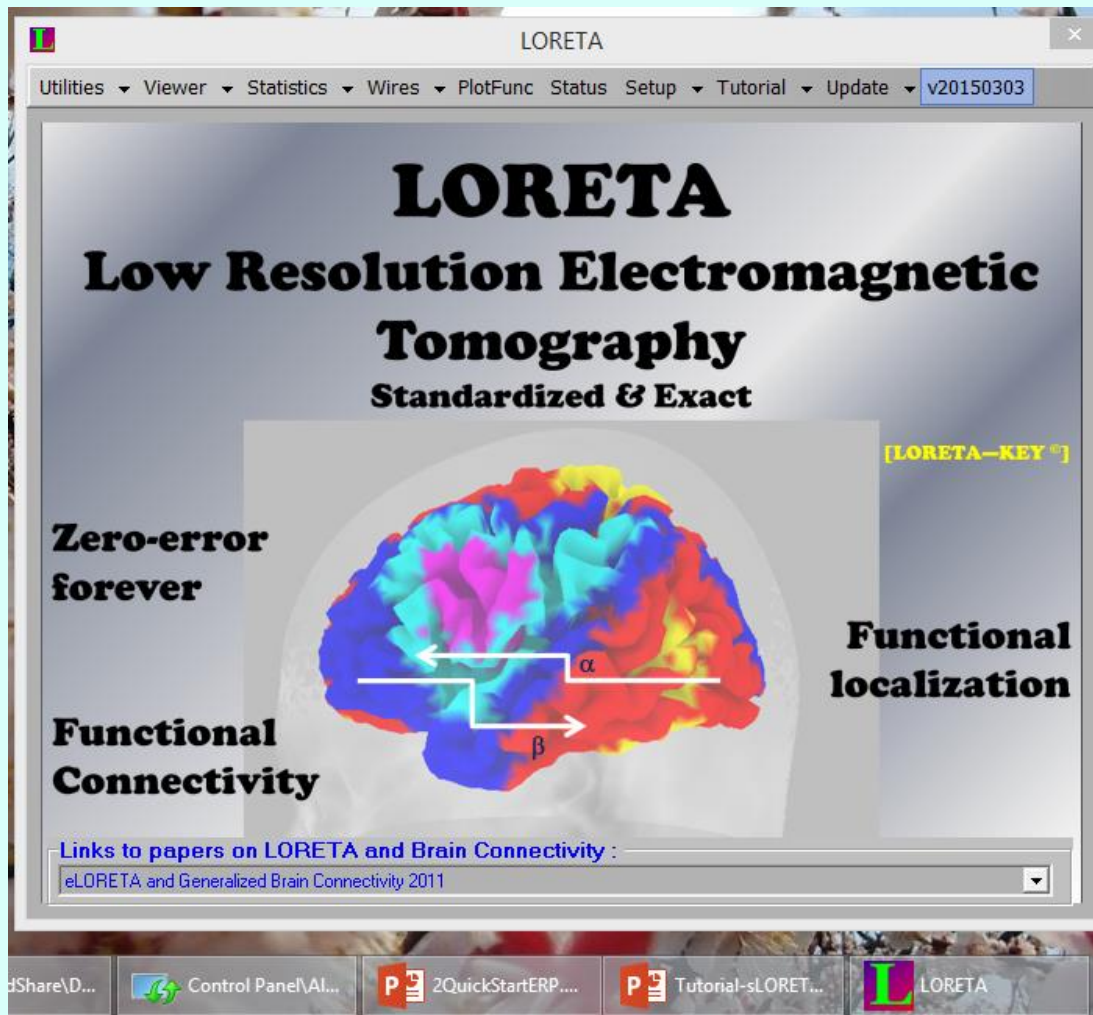 LORETA
Utilities Viewer Statistics Wires PlotFunc Status Setup Tutorial Update v20150303
LORETA
Low Resolution Electromagnetic
Tomography
Standardized & Exact
[LORETA—KEY ©]
Zero-error
forever
α
Functional
localization
β
Functional
Connectivity
Links to papers on LORETA and Brain Connectivity :
eLORETA and Generalized Brain Connectivity 2011
dShare\D... Control Panel\Al... 2QuickStartERP.... Tutorial-sLORET... LORETA